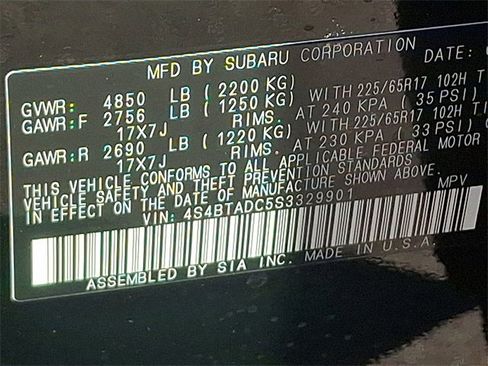 MFD BY SUBARU CORPORATION DATE:
GVWR: 4850 LB (2200 KG)
GAWR:F 2756 LB (1250 KG) WITH 225/65R17 102H
17X7J RIMS. AT 240 KPA (35 PSI)
GAWR:R 2690 LB (1220 KG) WITH 225/65R17 102H
17X7J RIMS. AT 230 KPA (33 PSI)
THIS VEHICLE CONFORMS TO ALL APPLICABLE FEDERAL MOTOR
VEHICLE SAFETY AND THEFT PREVENTION STANDARDS
IN EFFECT ON THE DATE OF MANUFACTURE SHOWN ABOVE.
VIN: 4S4BTADC5S3329901 MPV
ASSEMBLED BY SIA INC. MADE IN U.S.A.